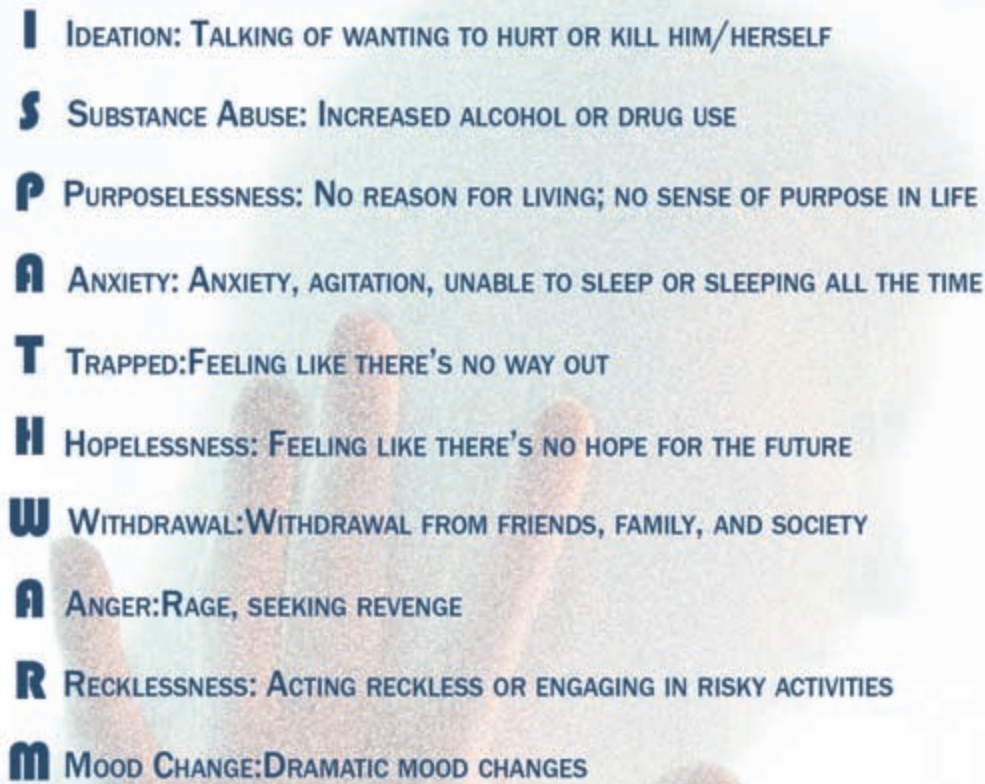 I Ideation: Talking of wanting to hurt or kill him/herself
S Substance Abuse: Increased alcohol or drug use
P Purposelessness: No reason for living; no sense of purpose in life
A Anxiety: Anxiety, agitation, unable to sleep or sleeping all the time
T Trapped:Feeling like there's no way out
H Hopelessness: Feeling like there's no hope for the future
W Withdrawal:Withdrawal from friends, family, and society
A Anger:Rage, seeking revenge
R Recklessness: Acting reckless or engaging in risky activities
M Mood Change:Dramatic mood changes